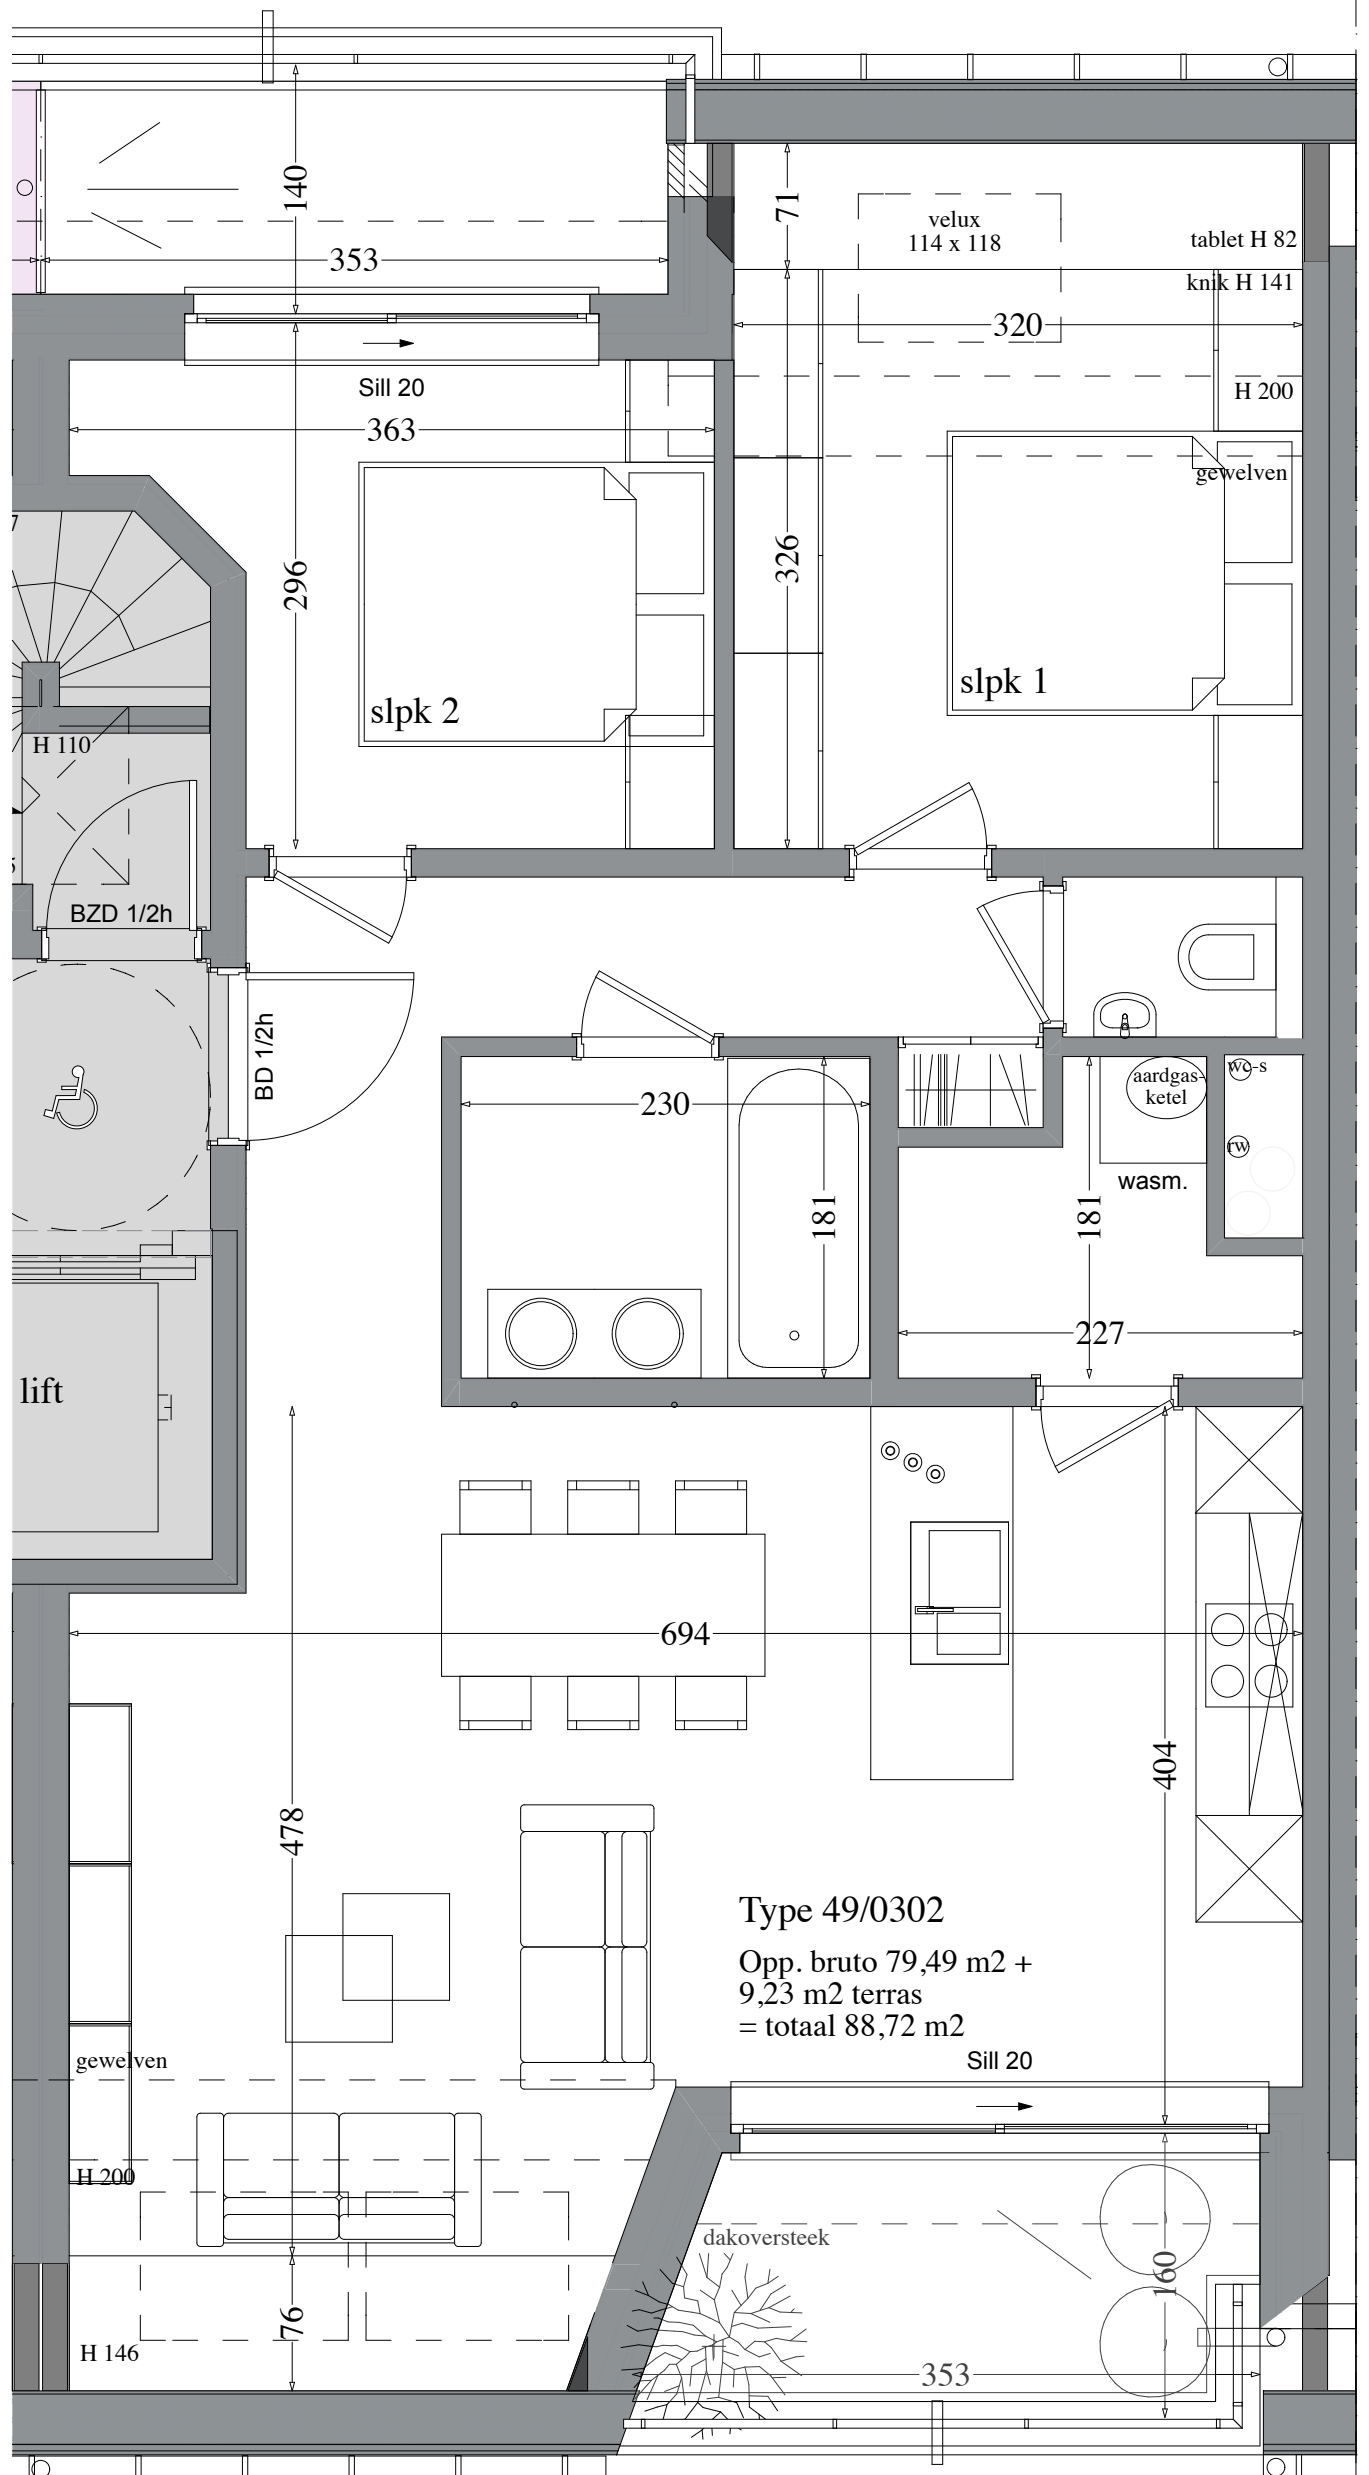 140
71
velux
114 x 118
tablet H 82
353
knik H 141
320
Sill 20
H 200
363
gewelven
7
326
296
slpk 1
slpk 2
H 110
BZD 1/2h
BD 1/2h
aardgas-
ketel
wc-s
230
rw
wasm.
181
181
227
lift
694
404
478
Type 49/0302
Opp. bruto 79,49 m2 +
9,23 m2 terras
= totaal 88,72 m2
Sill 20
gewelven
H 200
dakoversteek
160
76
H 146
353